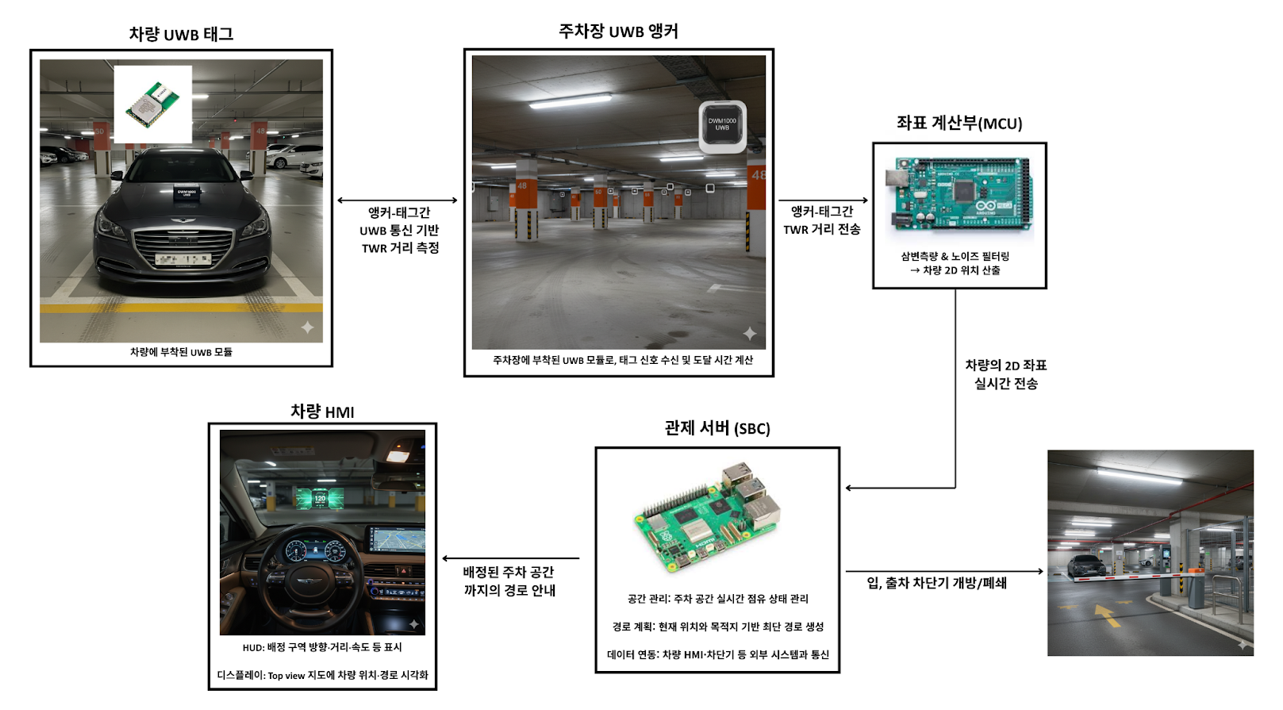 차량 UWB 태그
50
48
차량에 부착된 UWB 모듈
앵커-태그간
UWB 통신 기반
TWR 거리 측정
주차장 UWB 앵커
DWM1000
UWB
48
48
주차장에 부착된 UWB 모듈로, 태그 신호 수신 및 도달 시간 계산
앵커-태그간
TWR 거리 전송
좌표 계산부(MCU)
ARDUINO
삼변측량 & 노이즈 필터링
→ 차량 2D 위치 산출
차량의 2D 좌표
실시간 전송
차량 HMI
120
HUD: 배정 구역 방향·거리·속도 등 표시
디스플레이: Top view 지도에 차량 위치·경로 시각화
배정된 주차 공간
까지의 경로 안내
관제 서버 (SBC)
공간 관리: 주차 공간 실시간 점유 상태 관리
경로 계획: 현재 위치와 목적지 기반 최단 경로 생성
데이터 연동: 차량 HMI·차단기 등 외부 시스템과 통신
입, 출차 차단기 개방/폐쇄